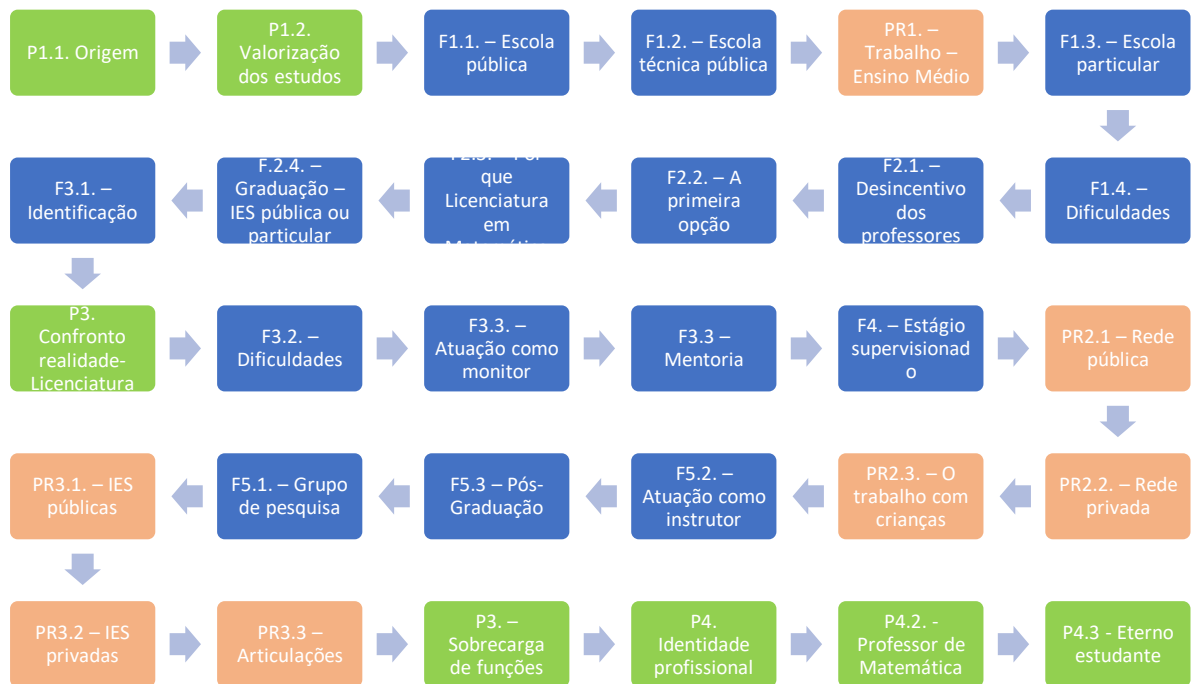 P1.1. Origem
P1.2.
Valorização
dos estudos
F1.1. – Escola
pública
F1.2. – Escola
técnica pública
PR1. –
Trabalho –
Ensino Médio
F1.3. – Escola
particular
F3.1. –
Identificação
F.2.4. –
Graduação –
IES pública ou
particular
F2.3. – Por
que
Licenciatura
em
Matemática
F2.2. – A
primeira
opção
F2.1. –
Desincentivo
dos
professores
F1.4. –
Dificuldades
P3.
Confronto
realidade-
Licenciatura
F3.2. –
Dificuldades
F3.3. –
Atuação como
monitor
F3.3 –
Mentoria
F4. – Estágio
supervisionad
o
PR2.1 – Rede
pública
PR3.1. – IES
públicas
F5.1. – Grupo
de pesquisa
F5.3 – Pós-
Graduação
F5.2. –
Atuação como
instrutor
PR2.3. – O
trabalho com
crianças
PR2.2. – Rede
privada
PR3.2 – IES
privadas
PR3.3 –
Articulações
P3. –
Sobrecarga
de funções
P4.
Identidade
profissional
P4.2. -
Professor de
Matemática
P4.3 - Eterno
estudante